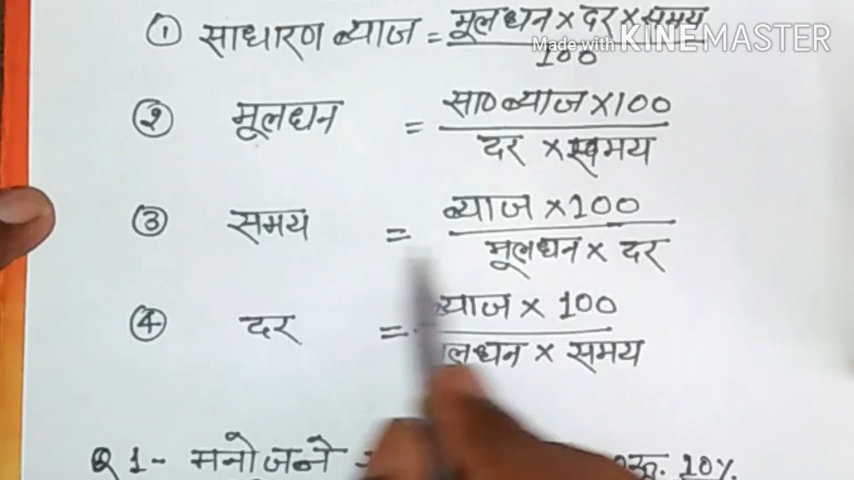 ① साधारण ब्याज = मूलधन × दर × समय
Made with KINEMASTER
100
② मूलधन = सा० ब्याज × 100
दर × समय
③ समय = ब्याज × 100
मूलधन × दर
④ दर = ब्याज × 100
मूलधन × समय
Q 1- मनोज ने रू. 10%